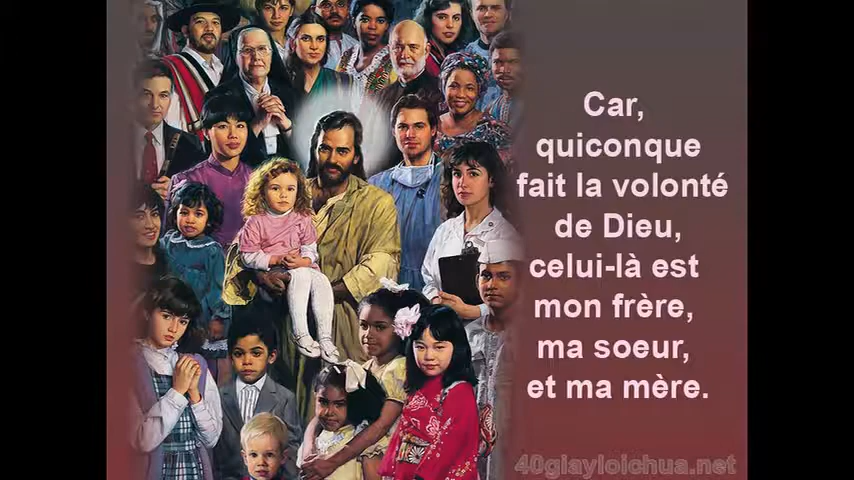 Car,
quiconque
fait la volonté
de Dieu,
celui-là est
mon frère,
ma soeur,
et ma mère.
40giayloichua.net